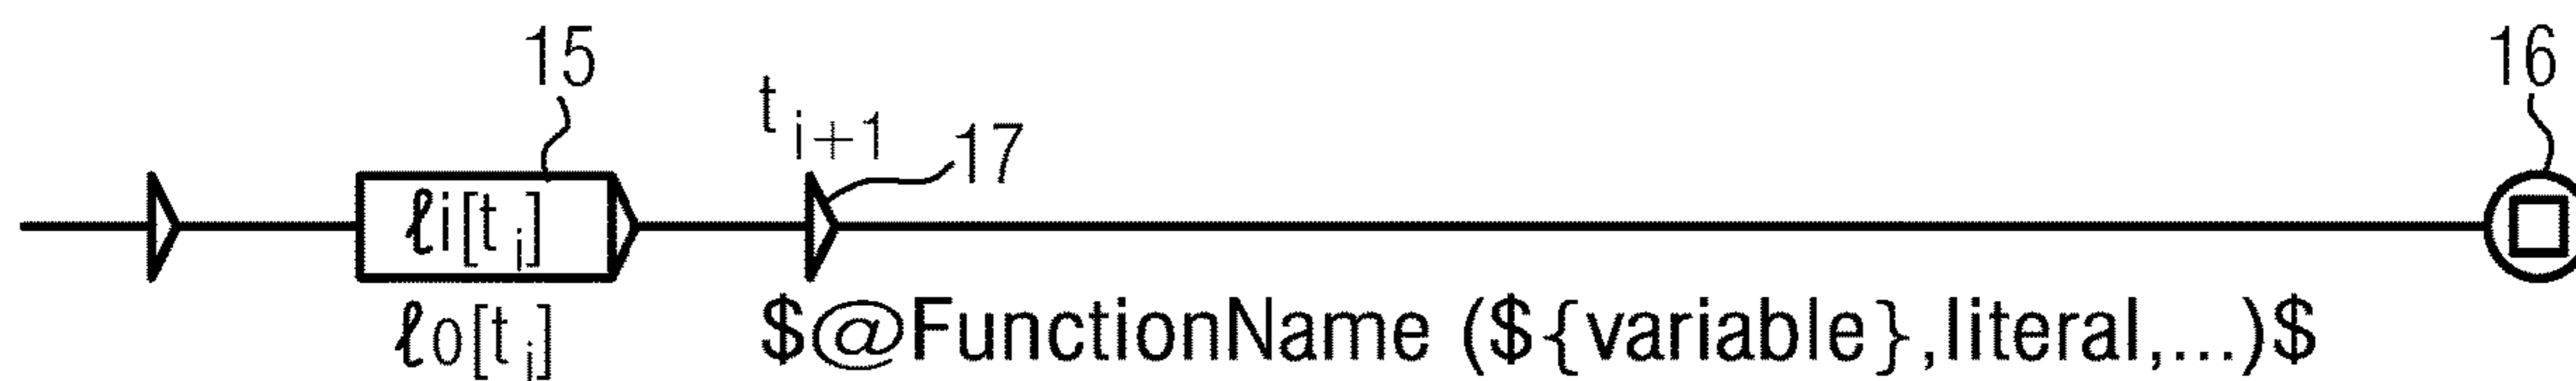 15
16
t i+1
17
ℓi[t i]
ℓo[t i]
$@FunctionName (${variable},literal,...)$